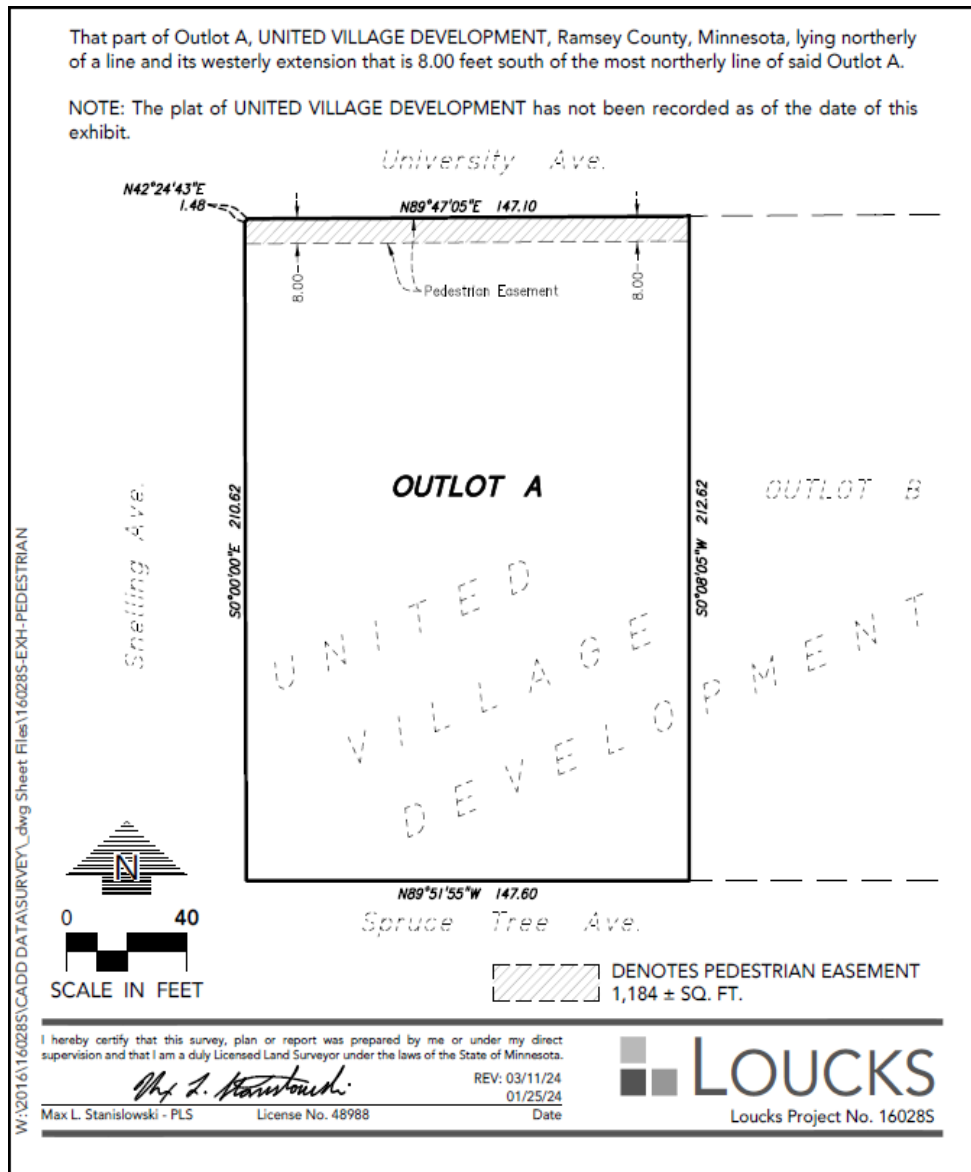 That part of Outlot A, UNITED VILLAGE DEVELOPMENT, Ramsey County, Minnesota, lying northerly
of a line and its westerly extension that is 8.00 feet south of the most northerly line of said Outlot A.
NOTE: The plat of UNITED VILLAGE DEVELOPMENT has not been recorded as of the date of this
exhibit.
University Ave.
N42°24'43"E
1.48
N89°47'05"E 147.10
8.00
8.00
Pedestrian Easement
OUTLOT A
OUTLOT B
Snelling Ave.
S0°00'00"E 210.62
S0°08'05"W 212.62
UNITED
VILLAGE
DEVELOPMENT
W:\2016\16028S\CADD DATA\SURVEY\_dwg Sheet Files\16028S-EXH-PEDESTRIAN
N
N89°51'55"W 147.60
Spruce Tree Ave.
0 40
SCALE IN FEET
DENOTES PEDESTRIAN EASEMENT
1,184 ± SQ. FT.
I hereby certify that this survey, plan or report was prepared by me or under my direct
supervision and that I am a duly Licensed Land Surveyor under the laws of the State of Minnesota.
Max L. Stanislowski
REV: 03/11/24
01/25/24
Max L. Stanislowski - PLS License No. 48988 Date
LOUCKS
Loucks Project No. 16028S